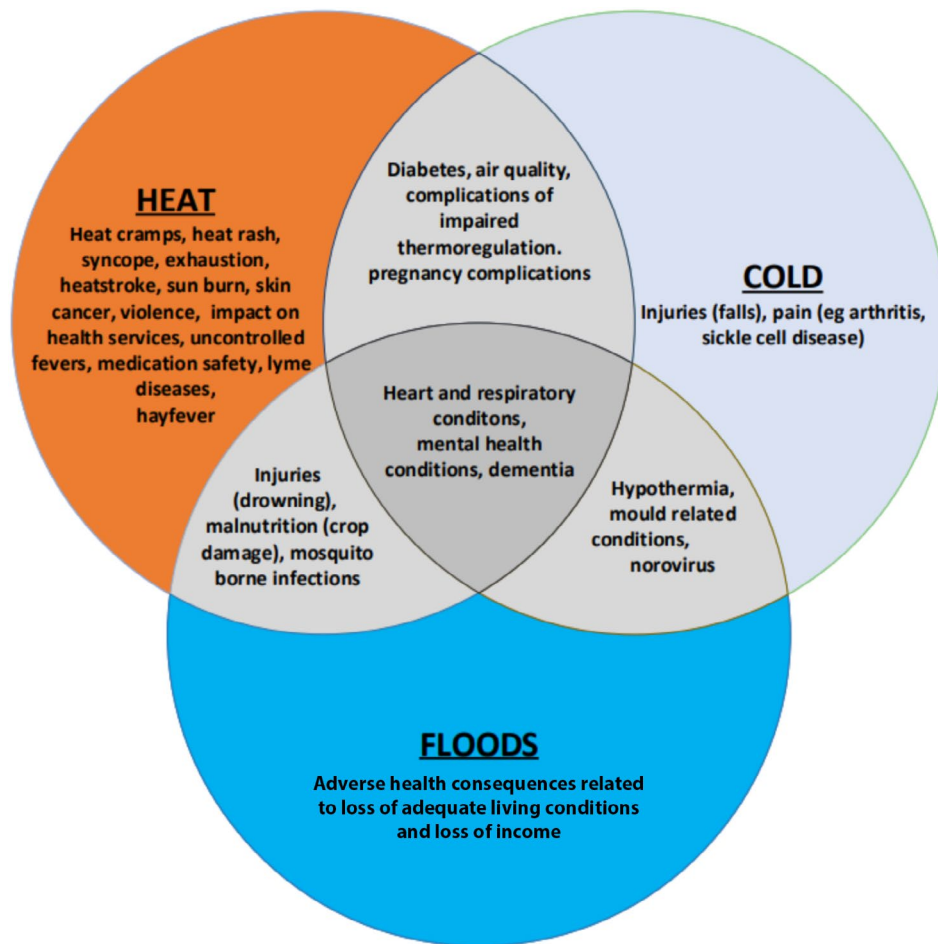 HEAT
Heat cramps, heat rash,
syncope, exhaustion,
heatstroke, sun burn, skin
cancer, violence, impact on
health services, uncontrolled
fevers, medication safety, lyme
diseases,
hayfever
Diabetes, air quality,
complications of
impaired
thermoregulation.
pregnancy complications
COLD
Injuries (falls), pain (eg arthritis,
sickle cell disease)
Heart and respiratory
conditons,
mental health
conditions, dementia
Injuries
(drowning),
malnutrition (crop
damage), mosquito
borne infections
Hypothermia,
mould related
conditions,
norovirus
FLOODS
Adverse health consequences related
to loss of adequate living conditions
and loss of income